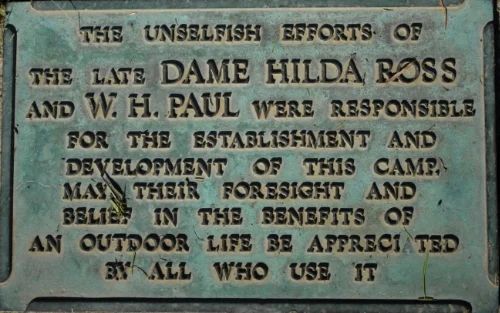 THE UNSELFISH EFFORTS OF
THE LATE DAME HILDA ROSS
AND W. H. PAUL WERE RESPONSIBLE
FOR THE ESTABLISHMENT AND
DEVELOPMENT OF THIS CAMP.
MAY THEIR FORESIGHT AND
BELIEF IN THE BENEFITS OF
AN OUTDOOR LIFE BE APPRECIATED
BY ALL WHO USE IT